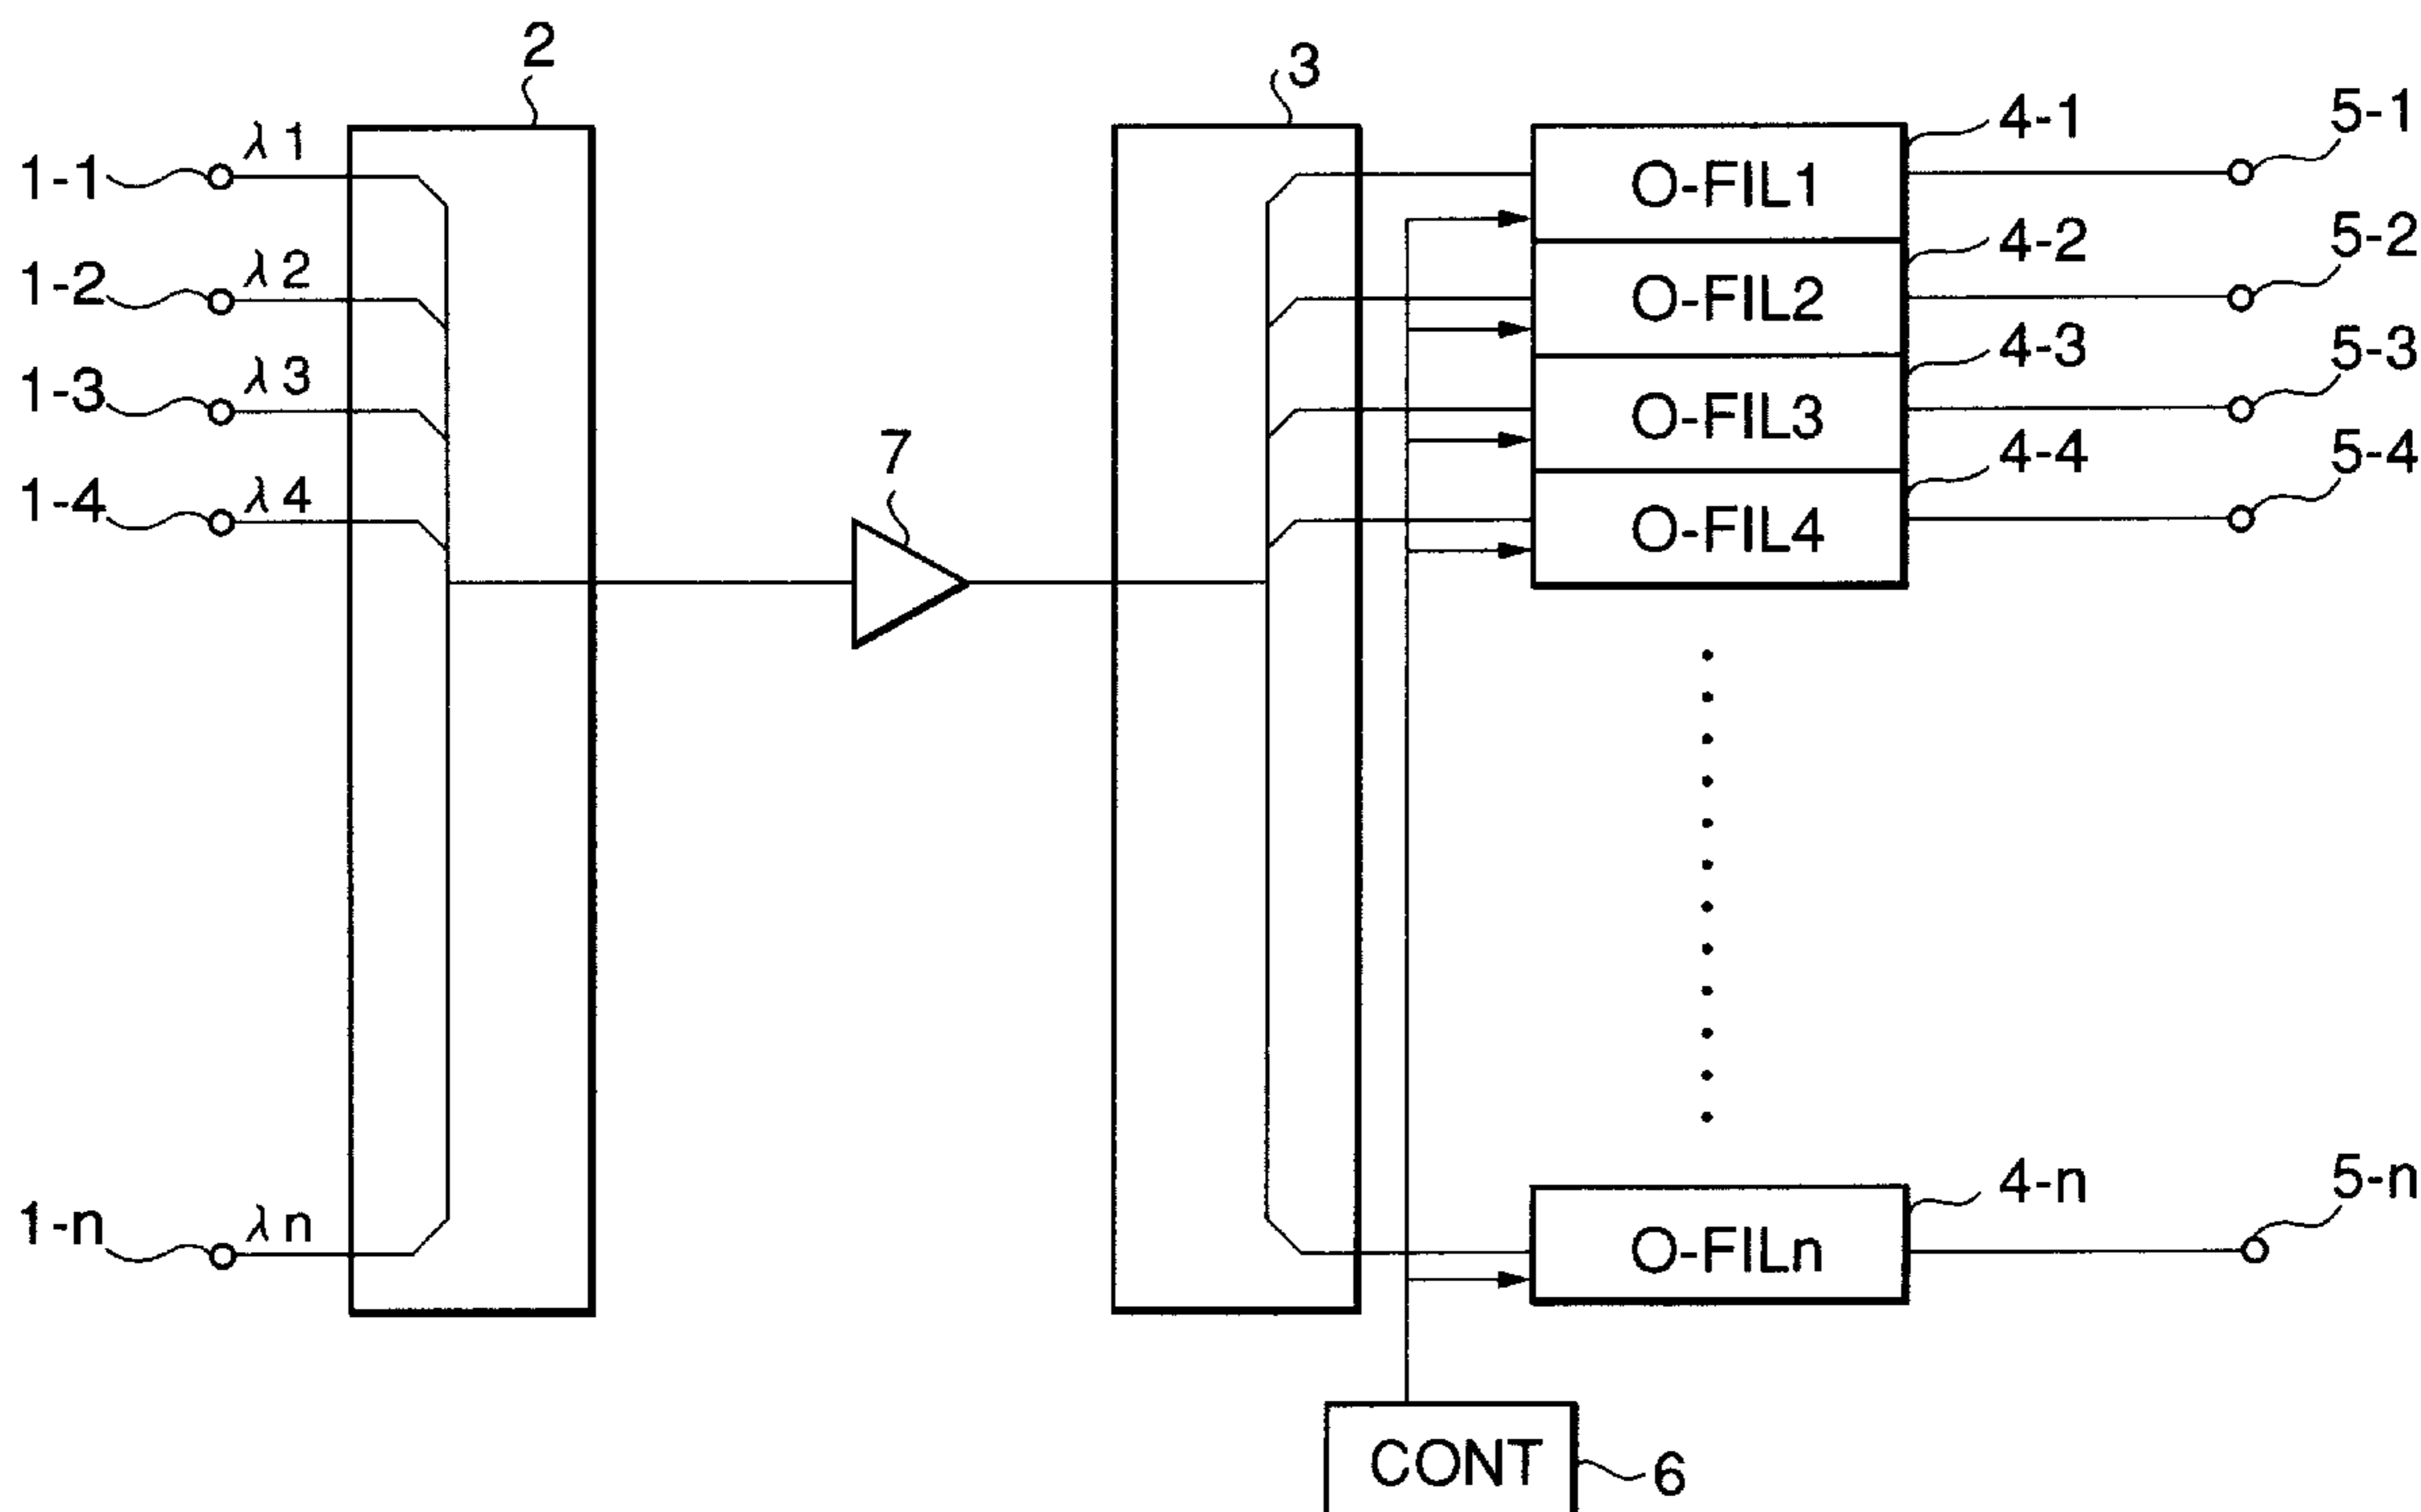 2
3
1-1 λ1
O-FIL1
4-1
5-1
1-2 λ2
O-FIL2
4-2
5-2
1-3 λ3
O-FIL3
4-3
5-3
1-4 λ4
O-FIL4
4-4
5-4
7
1-n λn
O-FILn
4-n
5-n
CONT
6